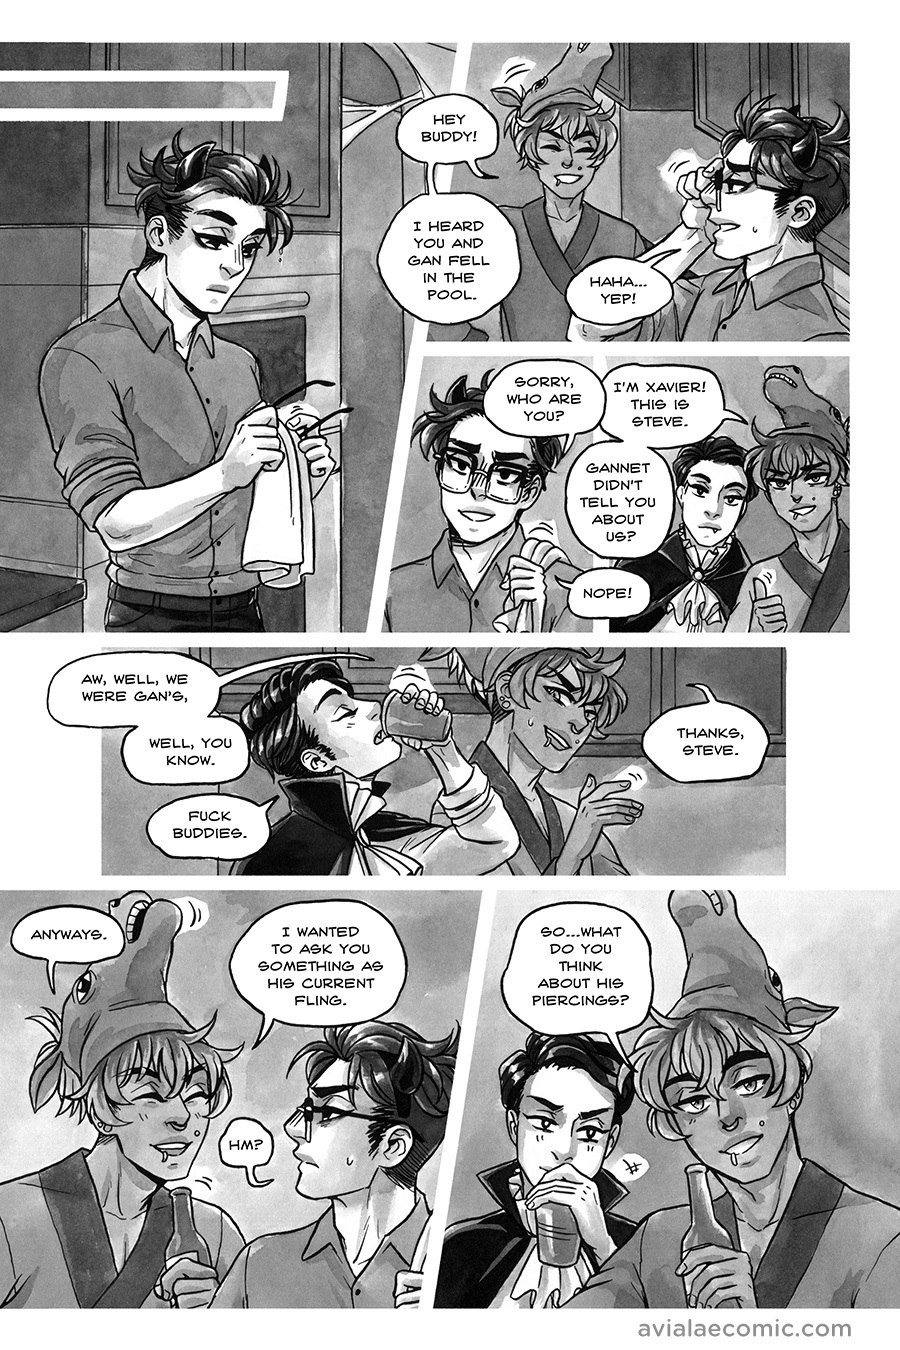 HEY
BUDDY!
I HEARD
YOU AND
GAN FELL
IN THE
POOL.
HAHA...
YEP!
SORRY,
WHO ARE
YOU?
I'M XAVIER!
THIS IS
STEVE.
GANNET
DIDN'T
TELL YOU
ABOUT
US?
NOPE!
AW, WELL, WE
WERE GAN'S,
WELL, YOU
KNOW.
FUCK
BUDDIES.
THANKS,
STEVE.
ANYWAYS.
I WANTED
TO ASK YOU
SOMETHING AS
HIS CURRENT
FLING.
HM?
SO...WHAT
DO YOU
THINK
ABOUT HIS
PIERCINGS?
avialaecomic.com